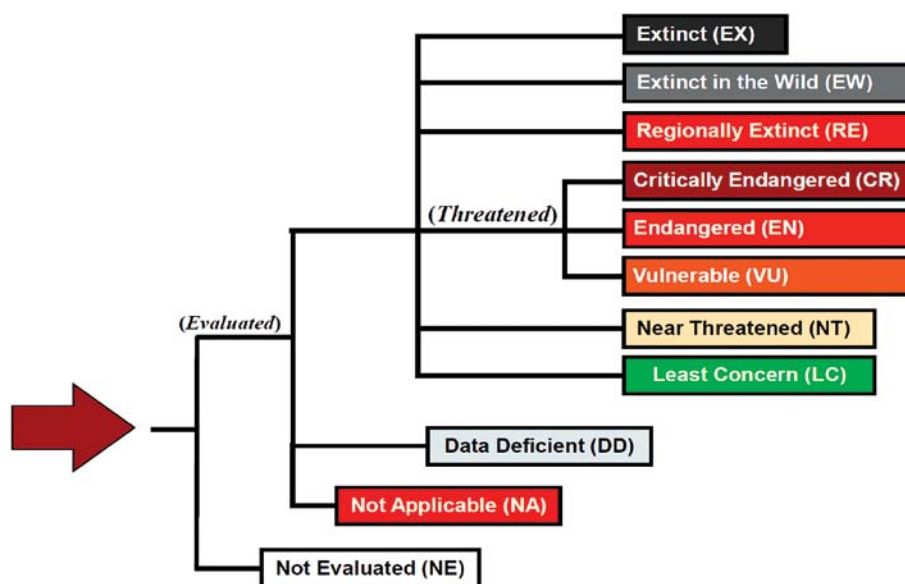 Extinct (EX)
Extinct in the Wild (EW)
Regionally Extinct (RE)
Critically Endangered (CR)
(Threatened)
Endangered (EN)
Vulnerable (VU)
(Evaluated)
Near Threatened (NT)
Least Concern (LC)
Data Deficient (DD)
Not Applicable (NA)
Not Evaluated (NE)